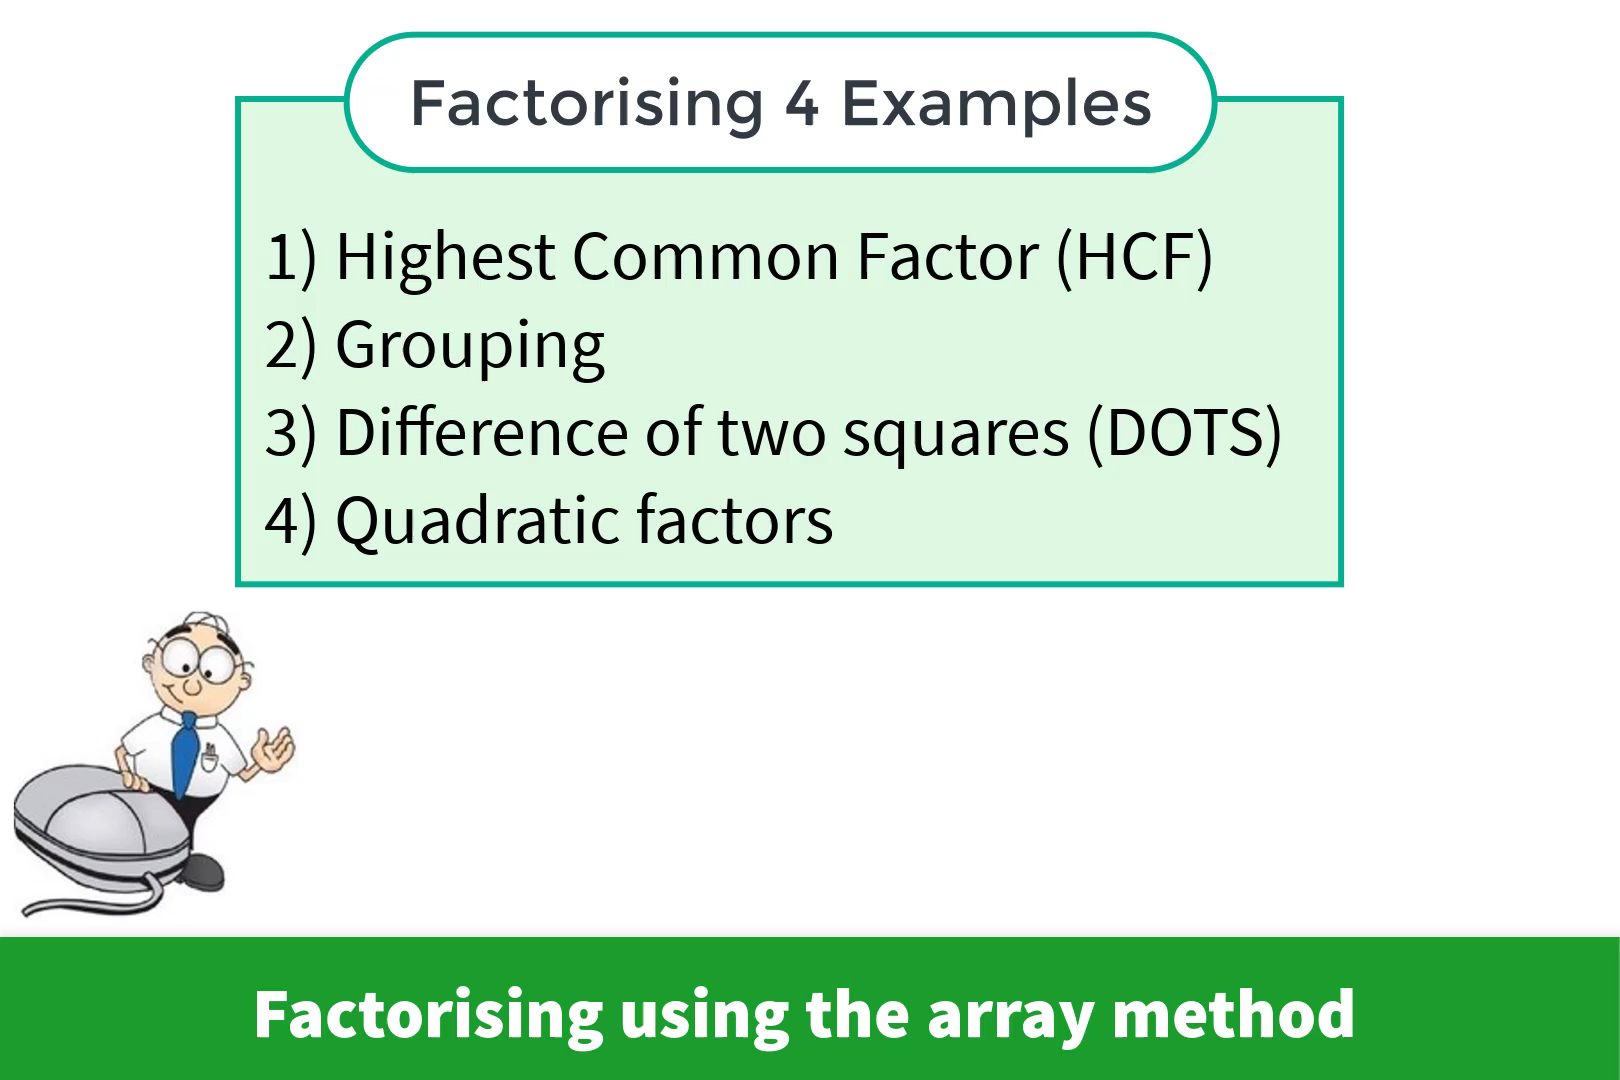 Factorising 4 Examples
1) Highest Common Factor (HCF)
2) Grouping
3) Difference of two squares (DOTS)
4) Quadratic factors
Factorising using the array method